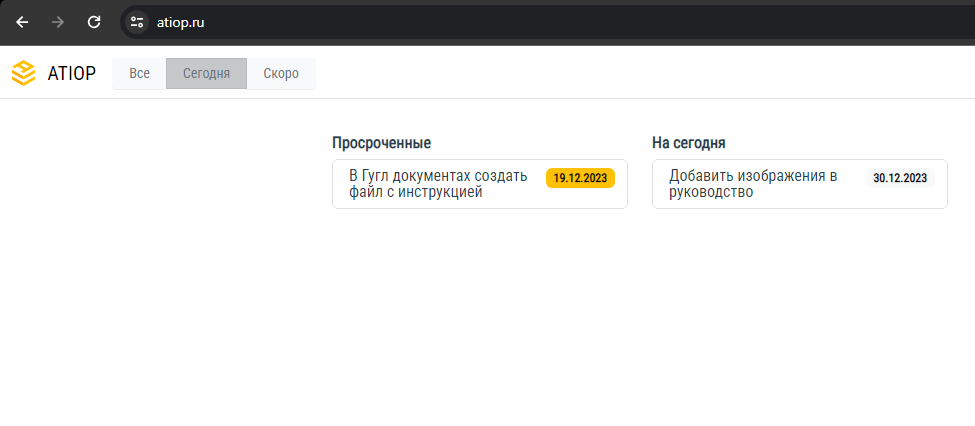 atiop.ru
ATIOP
Все
Сегодня
Скоро
Просроченные
В Гугл документах создать
файл с инструкцией
19.12.2023
На сегодня
Добавить изображения в
руководство
30.12.2023